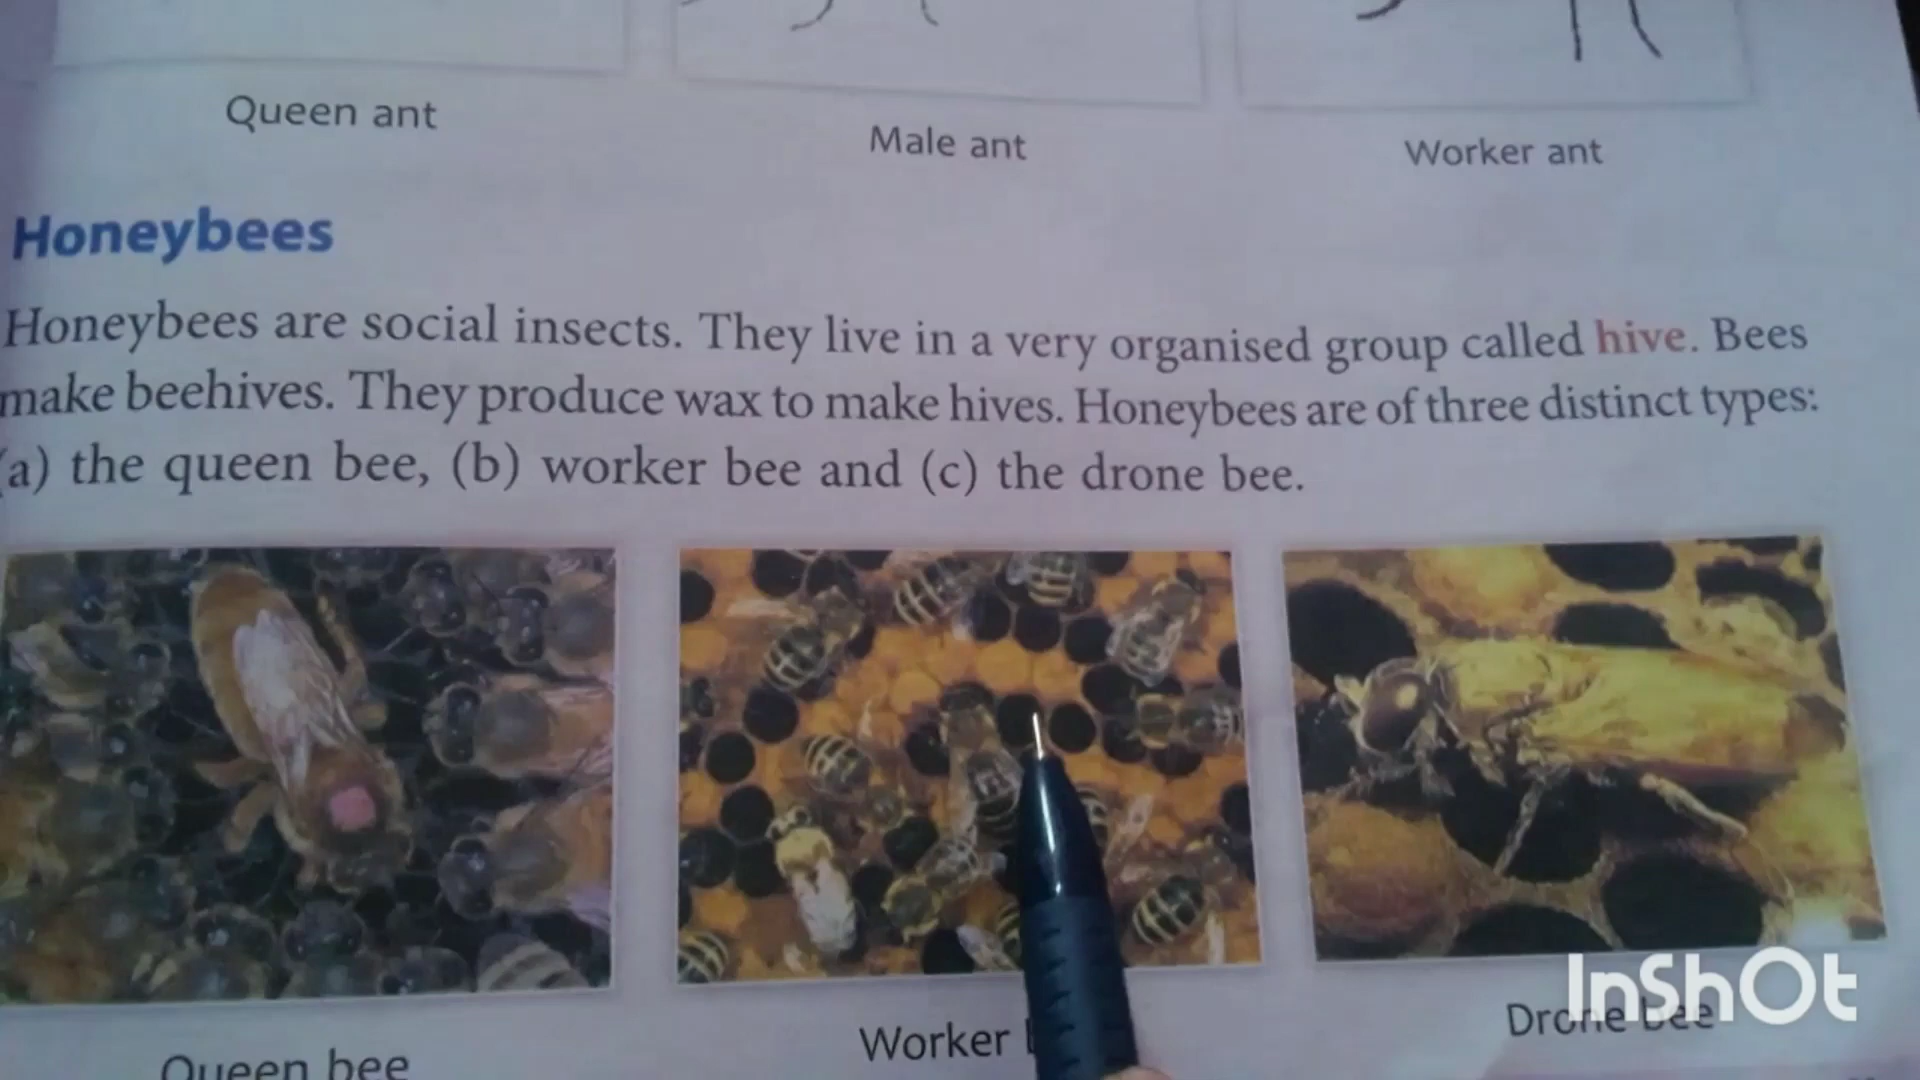 Queen ant
Male ant
Worker ant
Honeybees
Honeybees are social insects. They live in a very organised group called hive. Bees
make beehives. They produce wax to make hives. Honeybees are of three distinct types:
(a) the queen bee, (b) worker bee and (c) the drone bee.
Queen bee
Worker
Drone bee
InShOt